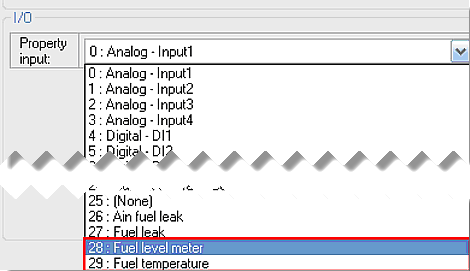 I/O
Property
input:
0 : Analog - Input1
0 : Analog - Input1
1 : Analog - Input2
2 : Analog - Input3
3 : Analog - Input4
4 : Digital - DI1
5 : Digital - DI2
25 : (None)
26 : Ain fuel leak
27 : Fuel leak
28 : Fuel level meter
29 : Fuel temperature